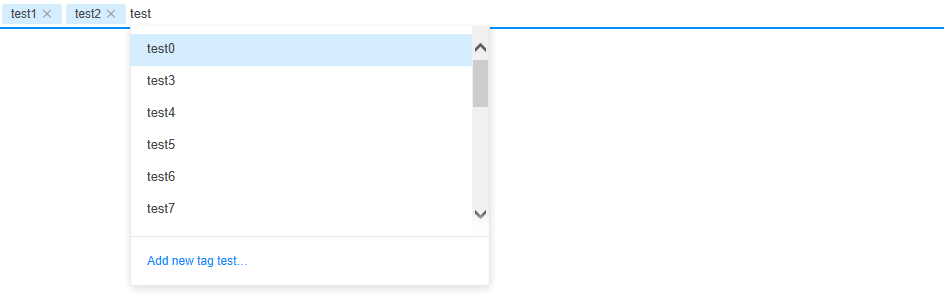 test1 test2 test
test0
test3
test4
test5
test6
test7
Add new tag test...